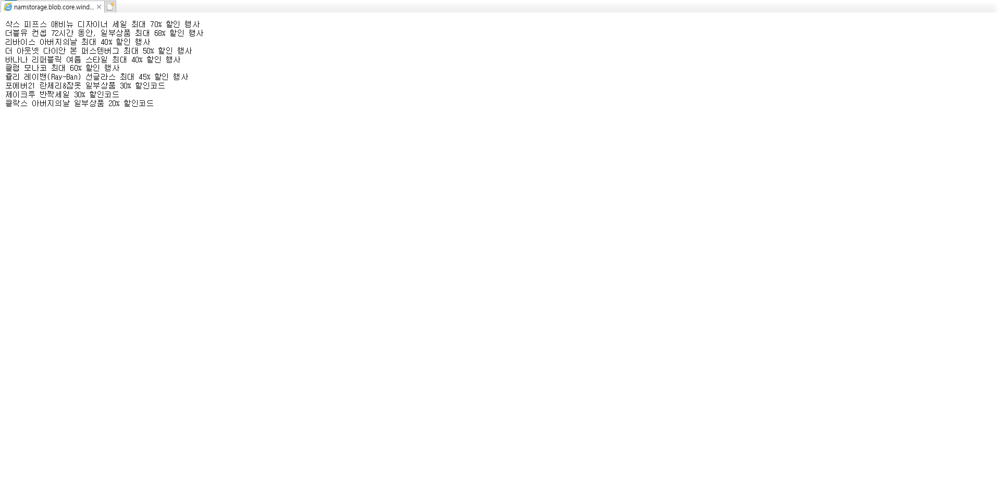 namstorage.blob.core.wind...
삭스 피프스 애비뉴 디자이너 세일 최대 70% 할인 행사
더블유 컨셉 72시간 동안, 일부상품 최대 68% 할인 행사
리바이스 아버지의날 최대 40% 할인 행사
더 아웃넷 다이안 본 퍼스텐버그 최대 50% 할인 행사
바나나 리퍼블릭 여름 스타일 최대 40% 할인 행사
클럽 모나코 최대 60% 할인 행사
쥴리 레이밴(Ray-Ban) 선글라스 최대 45% 할인 행사
포에버21 란제리&잠옷 일부상품 30% 할인코드
제이크루 반짝세일 30% 할인코드
클락스 아버지의날 일부상품 20% 할인코드